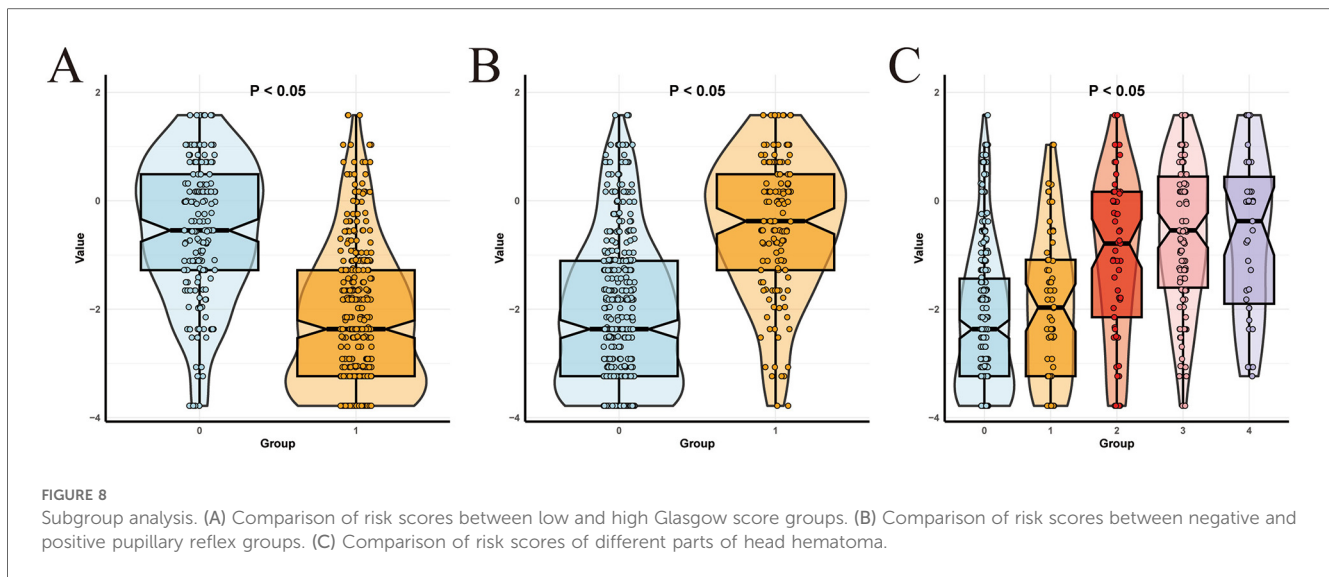 A
B
C
P < 0.05
P < 0.05
P < 0.05
2
0
−2
−4
Value
0
1
Group
2
0
−2
−4
Value
0
1
Group
2
0
−2
−4
Value
0
1
2
3
4
Group
FIGURE 8
Subgroup analysis. (A) Comparison of risk scores between low and high Glasgow score groups. (B) Comparison of risk scores between negative and
positive pupillary reflex groups. (C) Comparison of risk scores of different parts of head hematoma.